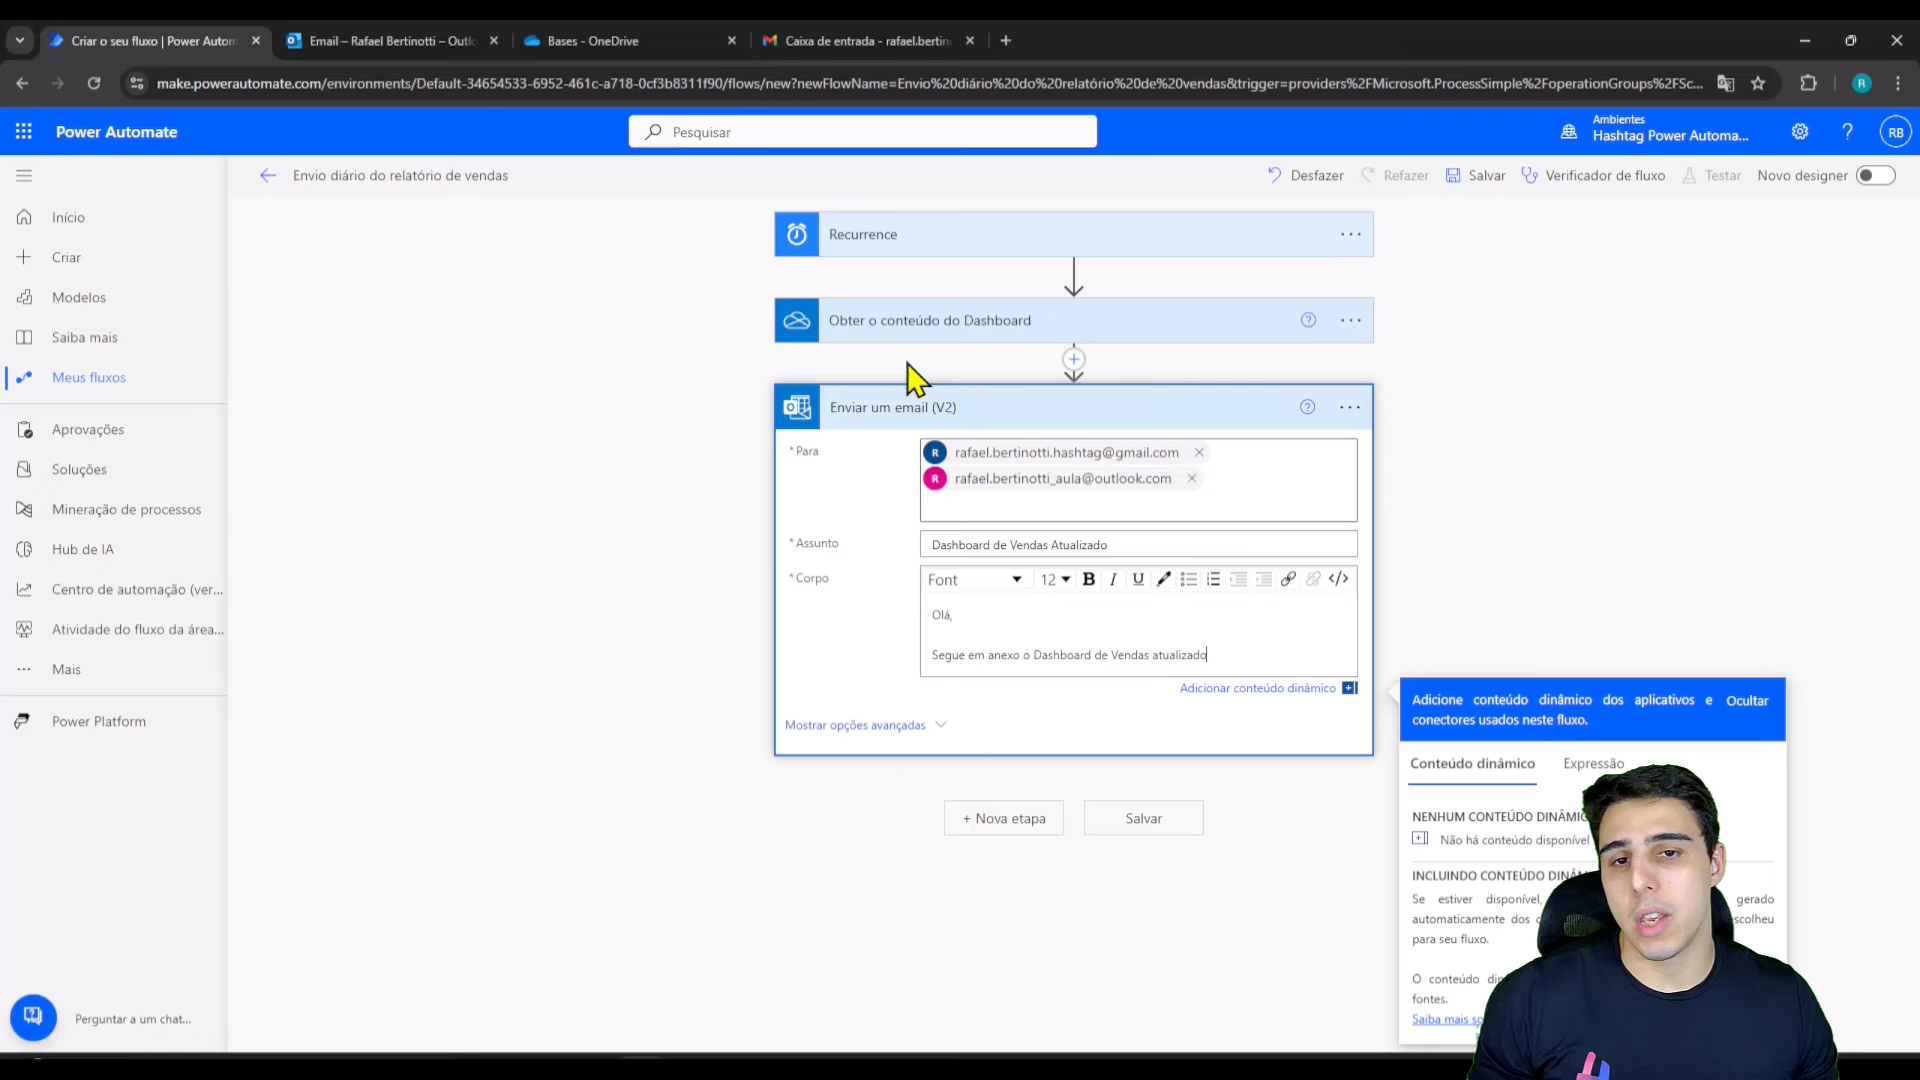 Criar o seu fluxo | Power Autom
Email – Rafael Bertinotti – Outlo
Bases - OneDrive
Caixa de entrada - rafael.bertin
make.powerautomate.com/environments/Default-34654533-6952-461c-a718-0cf3b8311f90/flows/new?newFlowName=Envio%20diário%20do%20relatório%20de%20vendas&trigger=providers%2FMicrosoft.ProcessSimple%2FoperationGroups%2FSc...
R
Power Automate
Pesquisar
Ambientes
Hashtag Power Automa...
?
RB
Envio diário do relatório de vendas
Desfazer
Refazer
Salvar
Verificador de fluxo
Testar
Novo designer
Início
Criar
Modelos
Saiba mais
Meus fluxos
Aprovações
Soluções
Mineração de processos
Hub de IA
Centro de automação (ver...
Atividade do fluxo da área...
Mais
Power Platform
Perguntar a um chat...
Recurrence
Obter o conteúdo do Dashboard
Enviar um email (V2)
* Para
R rafael.bertinotti.hashtag@gmail.com
R rafael.bertinotti_aula@outlook.com
* Assunto
Dashboard de Vendas Atualizado
* Corpo
Font
12
B I U
</>
Olá,
Segue em anexo o Dashboard de Vendas atualizado
Adicionar conteúdo dinâmico
Mostrar opções avançadas
+ Nova etapa
Salvar
Adicione conteúdo dinâmico dos aplicativos e
conectores usados neste fluxo.
Ocultar
Conteúdo dinâmico
Expressão
NENHUM CONTEÚDO DINÂMIC
Não há conteúdo disponível
INCLUINDO CONTEÚDO DINÂM
Se estiver disponível, gerado
automaticamente dos c scolheu
para seu fluxo.
O conteúdo din
fontes.
Saiba mais so